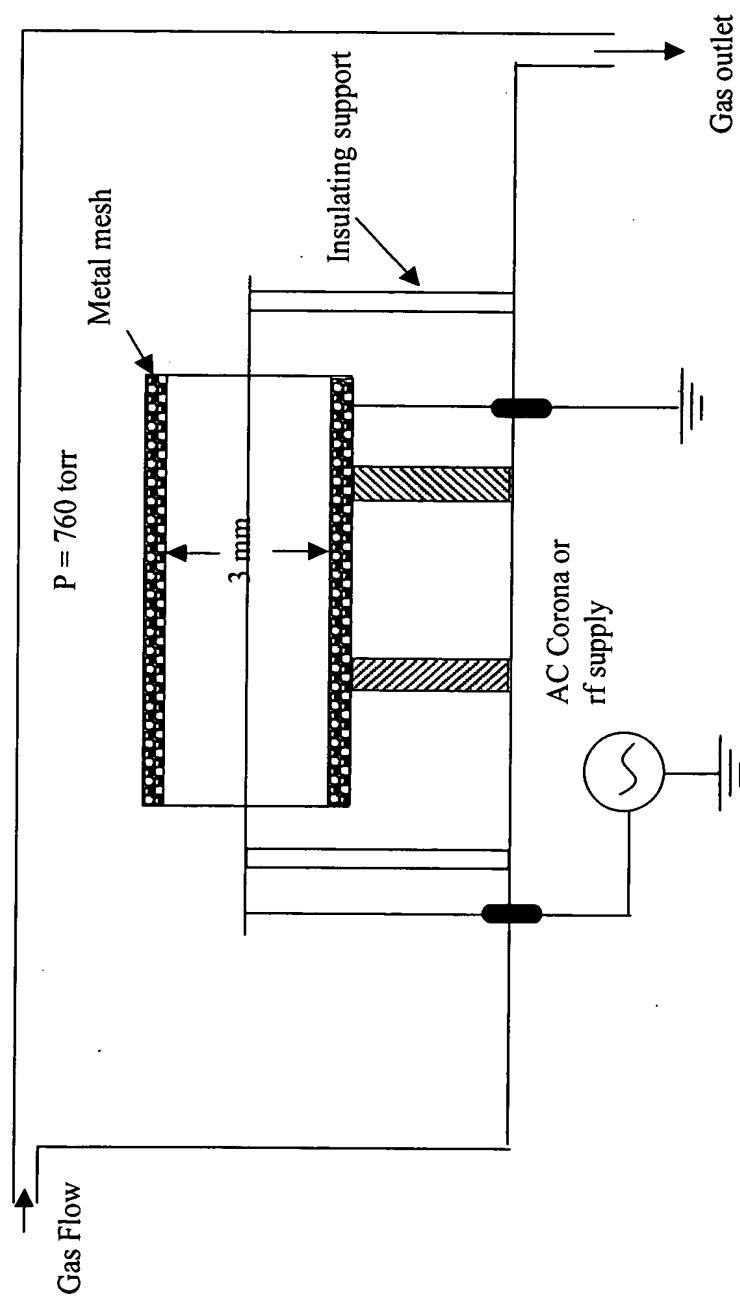 Gas Flow
P = 760 torr
Metal mesh
3 mm
Insulating support
AC Corona or
rf supply
Gas outlet